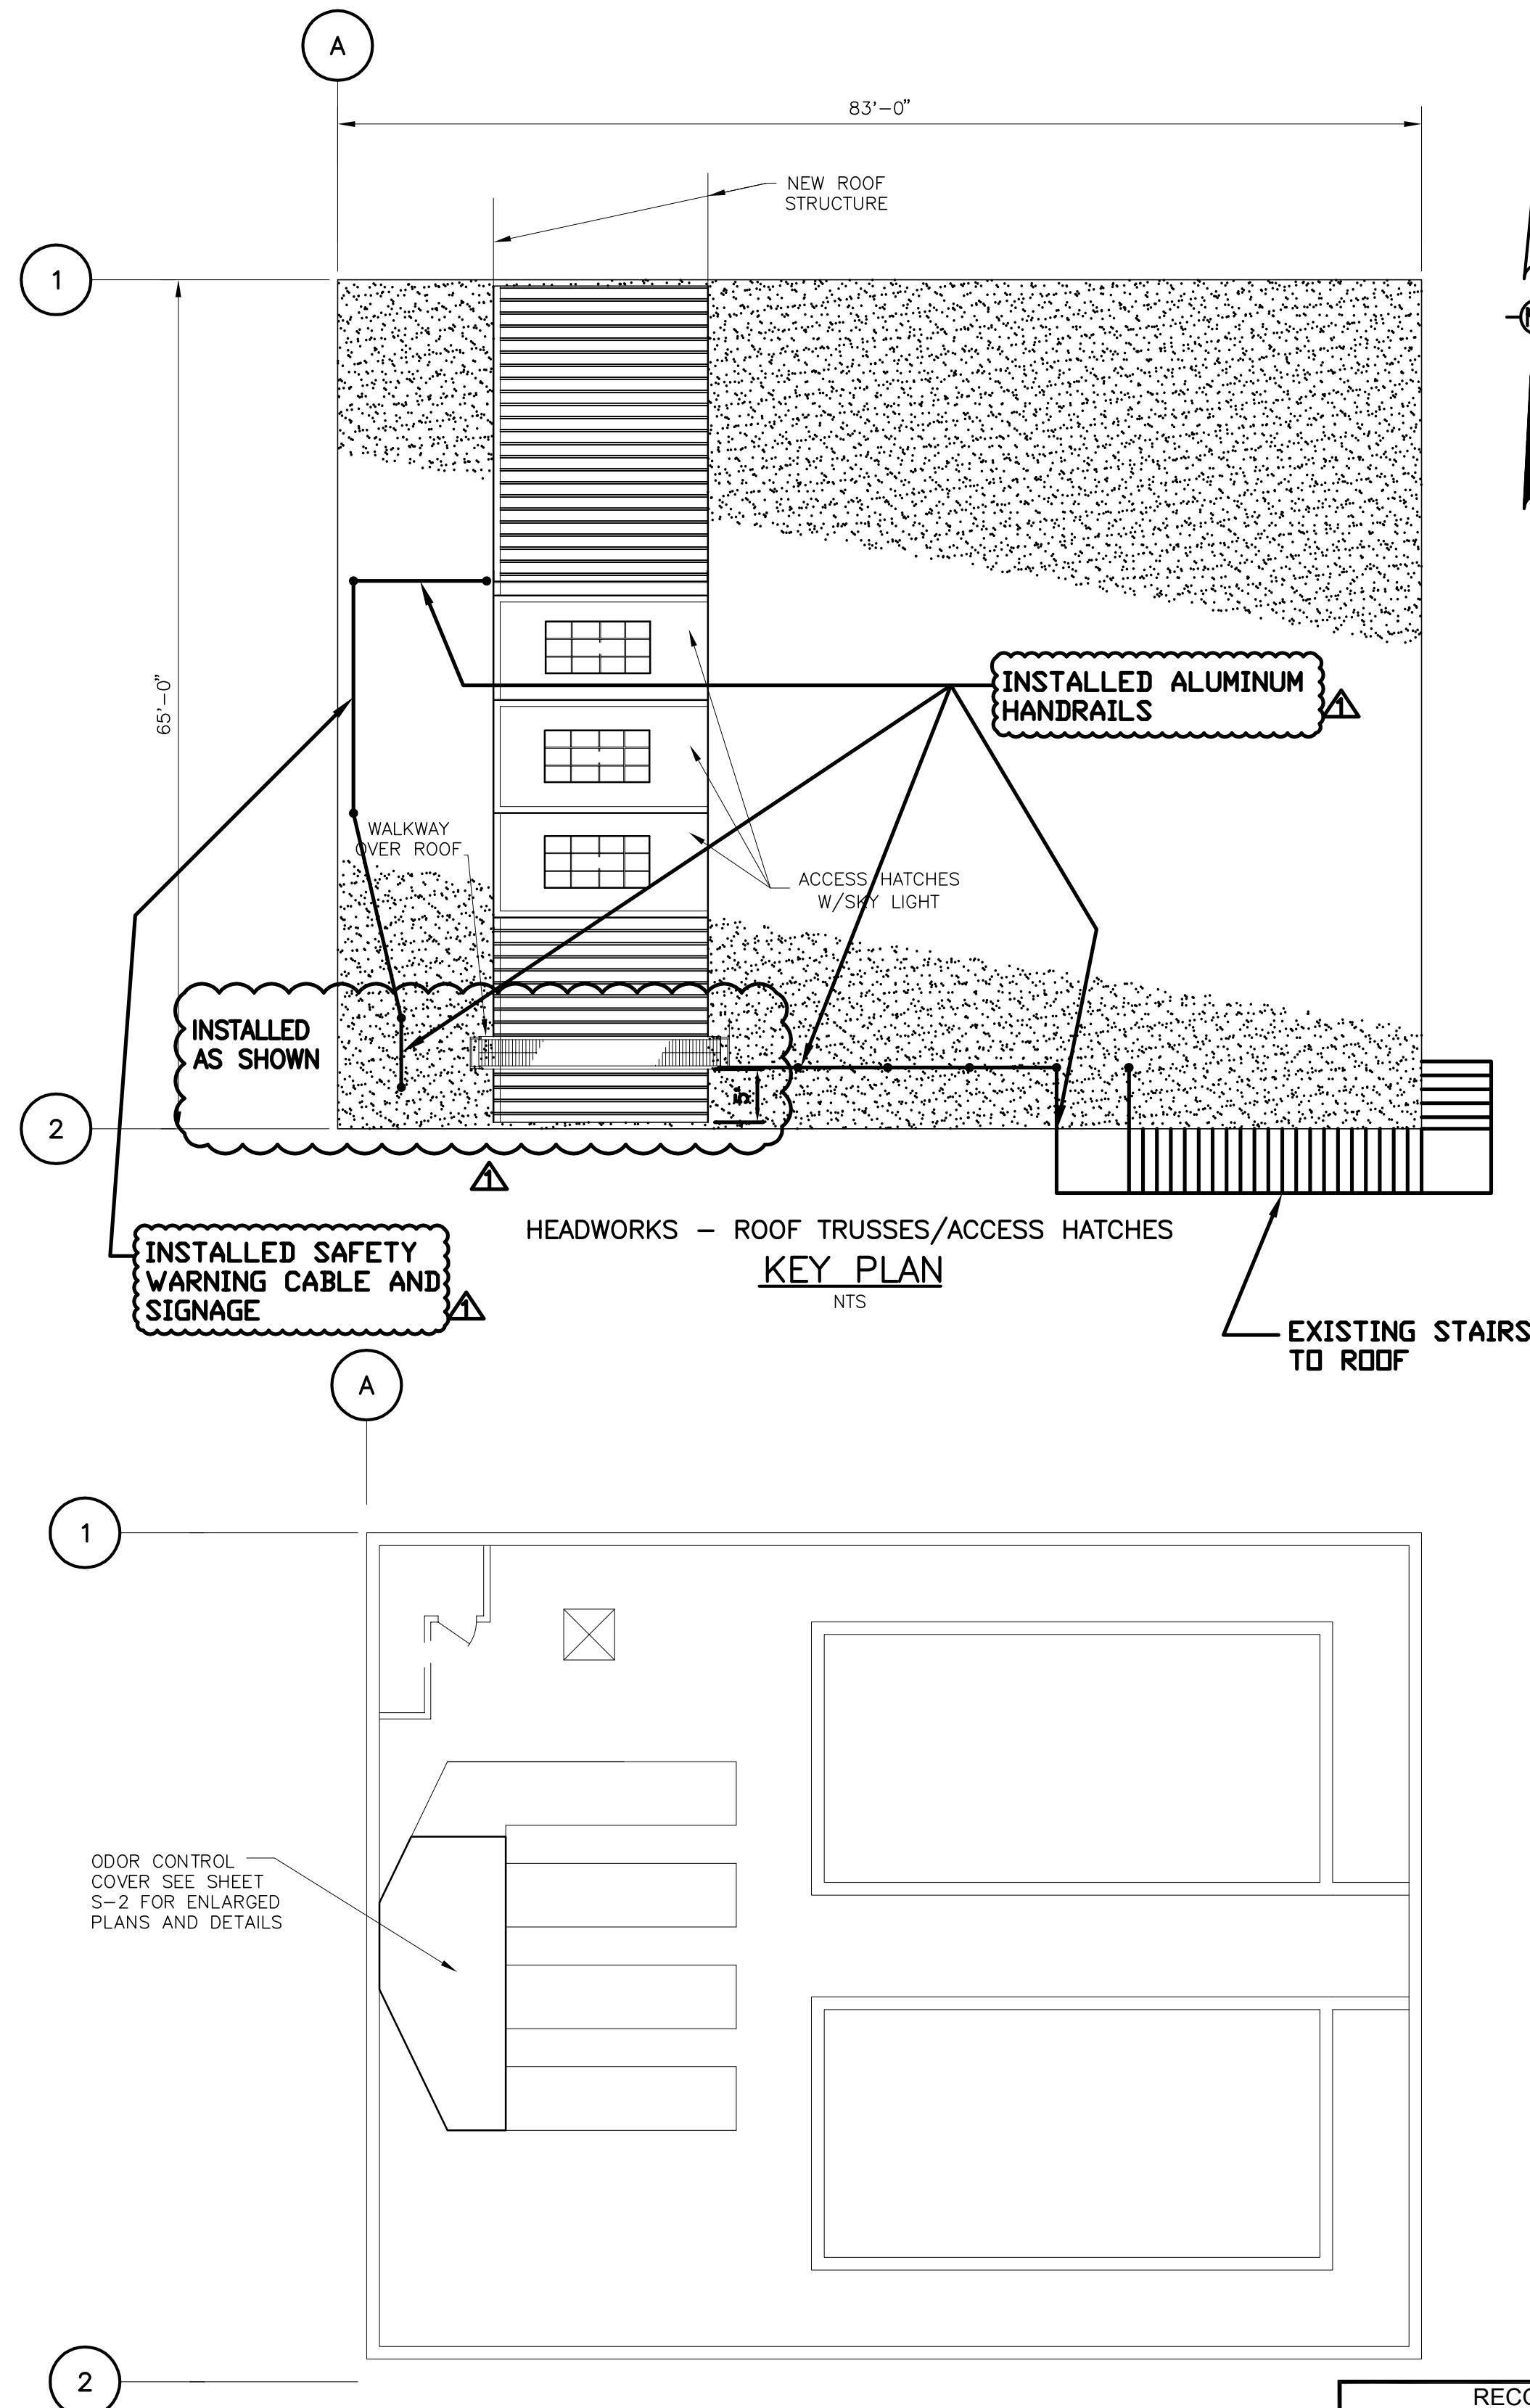 A
83'-0"
NEW ROOF
STRUCTURE
1
65'-0"
INSTALLED ALUMINUM
HANDRAILS
1
WALKWAY
OVER ROOF
ACCESS HATCHES
W/SKY LIGHT
INSTALLED
AS SHOWN
5'
2
1
HEADWORKS - ROOF TRUSSES/ACCESS HATCHES
KEY PLAN
NTS
INSTALLED SAFETY
WARNING CABLE AND
SIGNAGE
1
EXISTING STAIRS
TO ROOF
A
1
ODOR CONTROL
COVER SEE SHEET
S-2 FOR ENLARGED
PLANS AND DETAILS
2